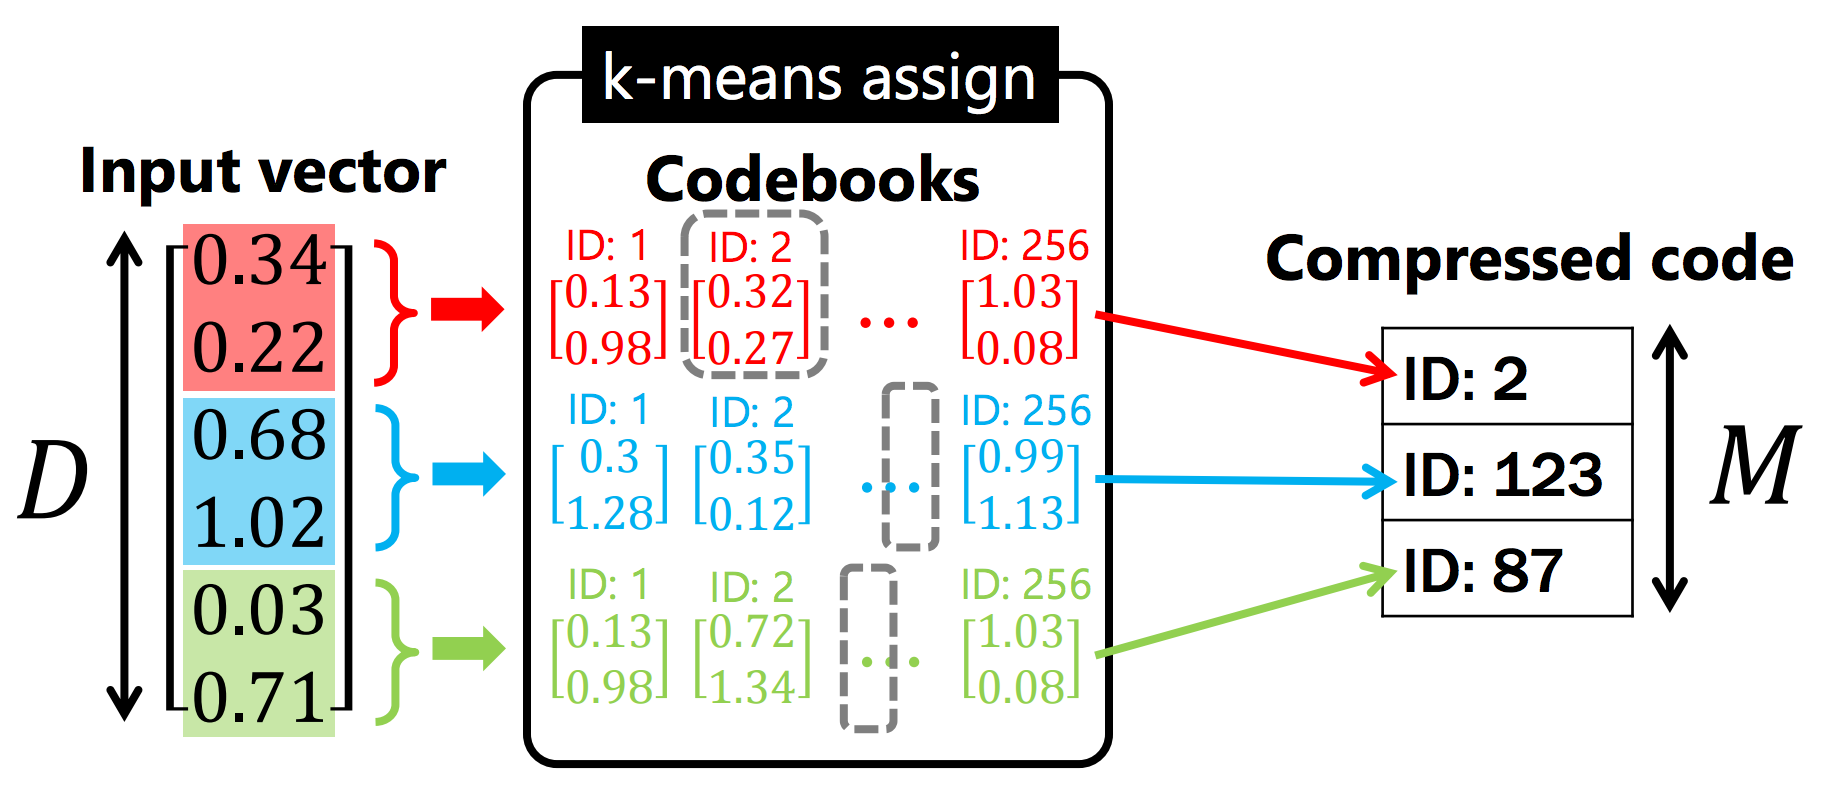 k-means assign
Input vector
Codebooks
Compressed code
D
0.34
0.22
0.68
1.02
0.03
0.71
ID: 1 ID: 2 ID: 256
0.13 0.32 ... 1.03
0.98 0.27 0.08
ID: 1 ID: 2 ID: 256
0.3 0.35 ... 0.99
1.28 0.12 1.13
ID: 1 ID: 2 ID: 256
0.13 0.72 ... 1.03
0.98 1.34 0.08
ID: 2
ID: 123
ID: 87
M